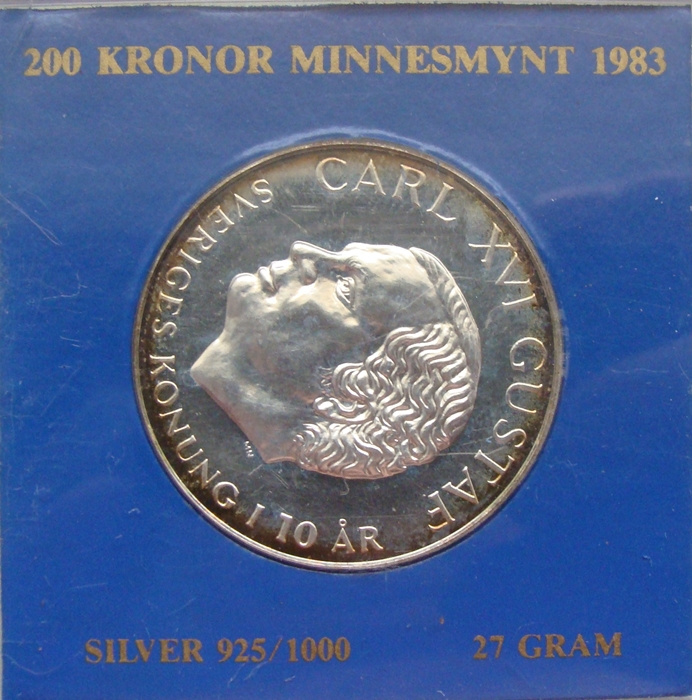 200 KRONOR MINNESMYNT 1983
CARL XVI GUSTAF
SVERIGES KONUNG I 10 ÅR
SILVER 925/1000
27 GRAM